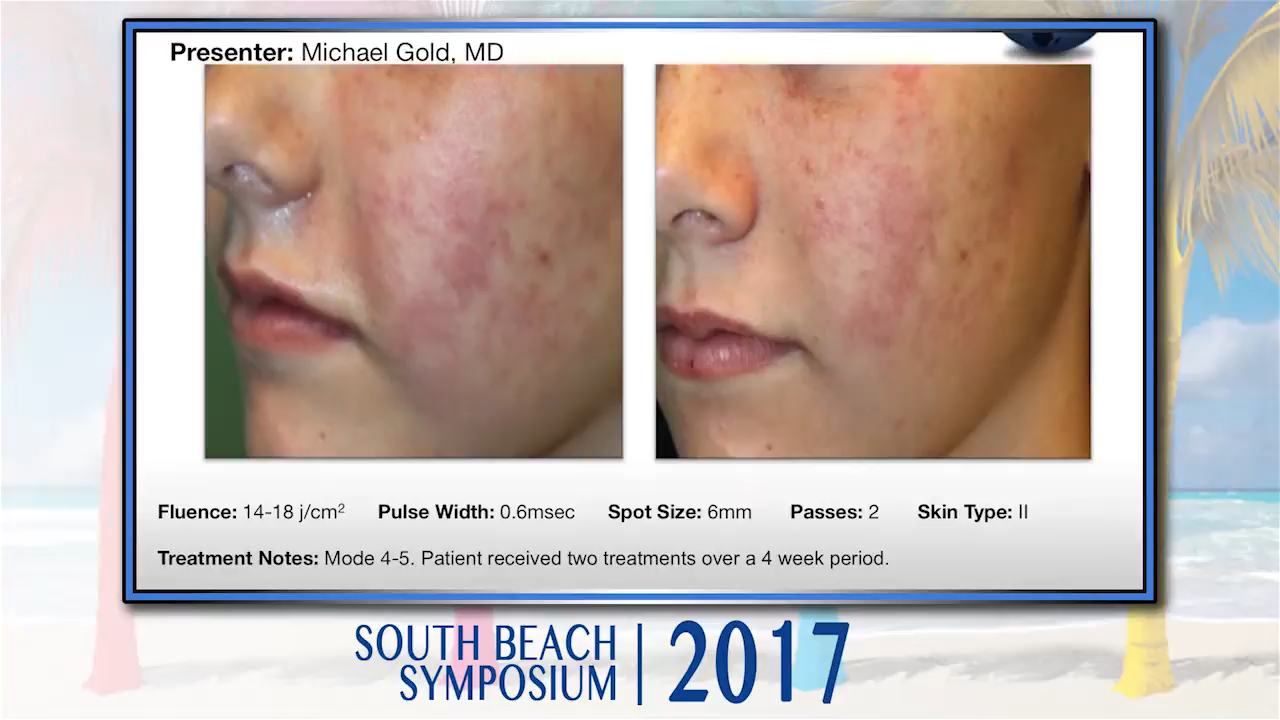 Presenter: Michael Gold, MD
Fluence: 14-18 j/cm² Pulse Width: 0.6msec Spot Size: 6mm Passes: 2 Skin Type: II
Treatment Notes: Mode 4-5. Patient received two treatments over a 4 week period.
SOUTH BEACH
SYMPOSIUM
2017